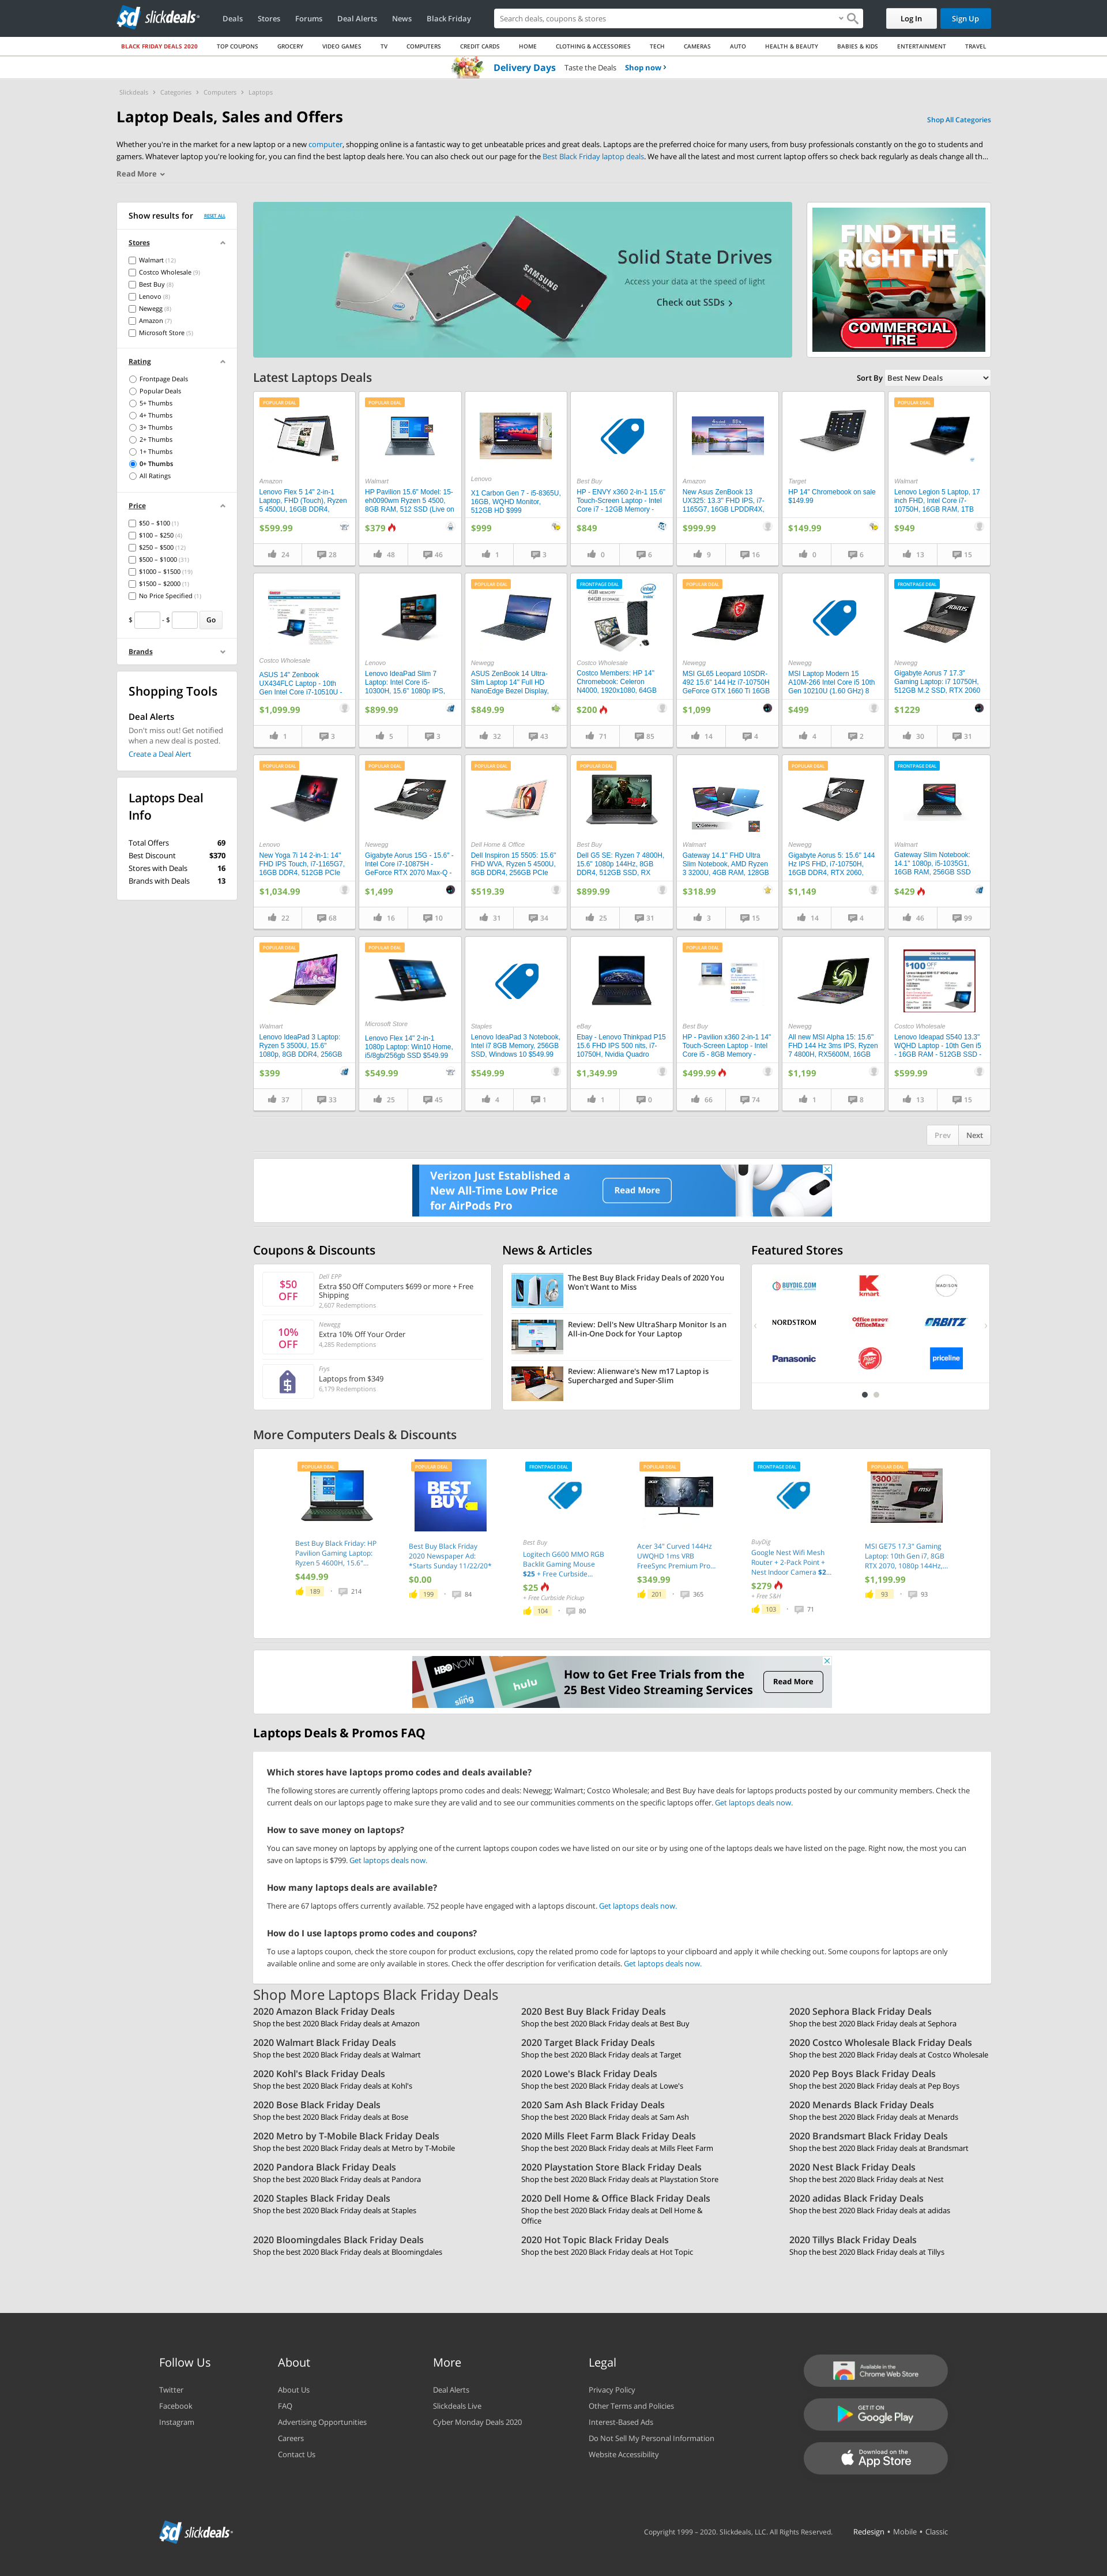 sd slickdeals
Deals Stores Forums Deal Alerts News Black Friday
Search deals, coupons & stores
Log In
Sign Up
BLACK FRIDAY DEALS 2020 TOP COUPONS GROCERY VIDEO GAMES TV COMPUTERS CREDIT CARDS HOME CLOTHING & ACCESSORIES TECH CAMERAS AUTO HEALTH & BEAUTY BABIES & KIDS ENTERTAINMENT TRAVEL
Delivery Days Taste the Deals Shop now
Slickdeals Categories Computers Laptops
Laptop Deals, Sales and Offers
Shop All Categories
Whether you're in the market for a new laptop or a new computer, shopping online is a fantastic way to get unbeatable prices and great deals. Laptops are the preferred choice for many users, from busy professionals constantly on the go to students and
gamers. Whatever laptop you're looking for, you can find the best laptop deals here. You can also check out our page for the Best Black Friday laptop deals. We have all the latest and most current laptop offers so check back regularly as deals change all th...
Read More
Show results for RESET ALL
Stores
Walmart (12)
Costco Wholesale (9)
Best Buy (8)
Lenovo (8)
Newegg (8)
Amazon (7)
Microsoft Store (5)
Rating
Frontpage Deals
Popular Deals
5+ Thumbs
4+ Thumbs
3+ Thumbs
2+ Thumbs
1+ Thumbs
0+ Thumbs
All Ratings
Price
$50 – $100 (1)
$100 – $250 (4)
$250 – $500 (12)
$500 – $1000 (31)
$1000 – $1500 (19)
$1500 – $2000 (1)
No Price Specified (1)
$ - $ Go
Brands
Shopping Tools
Deal Alerts
Don't miss out! Get notified
when a new deal is posted.
Create a Deal Alert
Laptops Deal
Info
Total Offers 69
Best Discount $370
Stores with Deals 16
Brands with Deals 13
SAMSUNG
Solid State Drives
Access your data at the speed of light
Check out SSDs
FIND THE
RIGHT FIT
COMMERCIAL
TIRE
Latest Laptops Deals
Sort By Best New Deals
POPULAR DEAL
Amazon
Lenovo Flex 5 14" 2-in-1
Laptop, FHD (Touch), Ryzen
5 4500U, 16GB DDR4,
$599.99
24 28
POPULAR DEAL
Walmart
HP Pavilion 15.6" Model: 15-
eh0090wm Ryzen 5 4500,
8GB RAM, 512 SSD (Live on
$379
48 46
Lenovo
X1 Carbon Gen 7 - i5-8365U,
16GB, WQHD Monitor,
512GB HD $999
$999
1 3
Best Buy
HP - ENVY x360 2-in-1 15.6"
Touch-Screen Laptop - Intel
Core i7 - 12GB Memory -
$849
0 6
Amazon
New Asus ZenBook 13
UX325: 13.3" FHD IPS, i7-
1165G7, 16GB LPDDR4X,
$999.99
9 16
Target
HP 14" Chromebook on sale
$149.99
$149.99
0 6
POPULAR DEAL
Walmart
Lenovo Legion 5 Laptop, 17
inch FHD, Intel Core i7-
10750H, 16GB RAM, 1TB
$949
13 15
Costco Wholesale
ASUS 14" Zenbook
UX434FLC Laptop - 10th
Gen Intel Core i7-10510U -
$1,099.99
1 3
Lenovo
Lenovo IdeaPad Slim 7
Laptop: Intel Core i5-
10300H, 15.6" 1080p IPS,
$899.99
5 3
POPULAR DEAL
Newegg
ASUS ZenBook 14 Ultra-
Slim Laptop 14" Full HD
NanoEdge Bezel Display,
$849.99
32 43
FRONTPAGE DEAL
4GB MEMORY
64GB STORAGE
intel
Costco Wholesale
Costco Members: HP 14"
Chromebook: Celeron
N4000, 1920x1080, 64GB
$200
71 85
POPULAR DEAL
Newegg
MSI GL65 Leopard 10SDR-
492 15.6" 144 Hz i7-10750H
GeForce GTX 1660 Ti 16GB
$1,099
14 4
Newegg
MSI Laptop Modern 15
A10M-266 Intel Core i5 10th
Gen 10210U (1.60 GHz) 8
$499
4 2
FRONTPAGE DEAL
AORUS
Newegg
Gigabyte Aorus 7 17.3"
Gaming Laptop: i7 10750H,
512GB M.2 SSD, RTX 2060
$1229
30 31
POPULAR DEAL
Lenovo
New Yoga 7i 14 2-in-1: 14"
FHD IPS Touch, i7-1165G7,
16GB DDR4, 512GB PCIe
$1,034.99
22 68
POPULAR DEAL
Newegg
Gigabyte Aorus 15G - 15.6" -
Intel Core i7-10875H -
GeForce RTX 2070 Max-Q -
$1,499
16 10
POPULAR DEAL
Dell Home & Office
Dell Inspiron 15 5505: 15.6"
FHD WVA, Ryzen 5 4500U,
8GB DDR4, 256GB PCIe
$519.39
31 34
POPULAR DEAL
Best Buy
Dell G5 SE: Ryzen 7 4800H,
15.6" 1080p 144Hz, 8GB
DDR4, 512GB SSD, RX
$899.99
25 31
Walmart
Gateway 14.1" FHD Ultra
Slim Notebook, AMD Ryzen
3 3200U, 4GB RAM, 128GB
$318.99
3 15
POPULAR DEAL
Newegg
Gigabyte Aorus 5: 15.6" 144
Hz IPS FHD, i7-10750H,
16GB DDR4, RTX 2060,
$1,149
14 4
FRONTPAGE DEAL
Walmart
Gateway Slim Notebook:
14.1" 1080p, i5-1035G1,
16GB RAM, 256GB SSD
$429
46 99
POPULAR DEAL
Walmart
Lenovo IdeaPad 3 Laptop:
Ryzen 5 3500U, 15.6"
1080p, 8GB DDR4, 256GB
$399
37 33
POPULAR DEAL
Microsoft Store
Lenovo Flex 14" 2-in-1
1080p Laptop: Win10 Home,
i5/8gb/256gb SSD $549.99
$549.99
25 45
Staples
Lenovo IdeaPad 3 Notebook,
Intel i7 8GB Memory, 256GB
SSD, Windows 10 $549.99
$549.99
4 1
eBay
Ebay - Lenovo Thinkpad P15
15.6 FHD IPS 500 nits, i7-
10750H, Nvidia Quadro
$1,349.99
1 0
POPULAR DEAL
Best Buy
HP - Pavilion x360 2-in-1 14"
Touch-Screen Laptop - Intel
Core i5 - 8GB Memory -
$499.99
66 74
Newegg
All new MSI Alpha 15: 15.6"
FHD 144 Hz 3ms IPS, Ryzen
7 4800H, RX5600M, 16GB
$1,199
1 8
$100 OFF
Costco Wholesale
Lenovo Ideapad S540 13.3"
WQHD Laptop - 10th Gen i5
- 16GB RAM - 512GB SSD -
$599.99
13 15
Prev Next
Verizon Just Established a
New All-Time Low Price
for AirPods Pro
Read More
Coupons & Discounts
$50
OFF
Dell EPP
Extra $50 Off Computers $699 or more + Free
Shipping
2,607 Redemptions
10%
OFF
Newegg
Extra 10% Off Your Order
4,285 Redemptions
Frys
Laptops from $349
6,179 Redemptions
News & Articles
The Best Buy Black Friday Deals of 2020 You
Won't Want to Miss
Review: Dell's New UltraSharp Monitor Is an
All-in-One Dock for Your Laptop
Review: Alienware's New m17 Laptop is
Supercharged and Super-Slim
Featured Stores
BUYDIG.COM kmart MADISON
NORDSTROM Office DEPOT OfficeMax ORBITZ
Panasonic priceline
More Computers Deals & Discounts
POPULAR DEAL
Best Buy Black Friday: HP
Pavilion Gaming Laptop:
Ryzen 5 4600H, 15.6"...
$449.99
189 214
POPULAR DEAL
BEST
BUY
Best Buy Black Friday
2020 Newspaper Ad:
*Starts Sunday 11/22/20*
$0.00
199 84
FRONTPAGE DEAL
Best Buy
Logitech G600 MMO RGB
Backlit Gaming Mouse
$25 + Free Curbside...
$25
+ Free Curbside Pickup
104 80
POPULAR DEAL
Acer 34" Curved 144Hz
UWQHD 1ms VRB
FreeSync Premium Pro...
$349.99
201 365
FRONTPAGE DEAL
BuyDig
Google Nest Wifi Mesh
Router + 2-Pack Point +
Nest Indoor Camera $2...
$279
+ Free S&H
103 71
POPULAR DEAL
$300 OFF
MSI GE75 17.3" Gaming
Laptop: 10th Gen i7, 8GB
RTX 2070, 1080p 144Hz,...
$1,199.99
93 93
HBO NOW
sling
hulu
How to Get Free Trials from the
25 Best Video Streaming Services
Read More
Laptops Deals & Promos FAQ
Which stores have laptops promo codes and deals available?
The following stores are currently offering laptops promo codes and deals: Newegg; Walmart; Costco Wholesale; and Best Buy have deals for laptops products posted by our community members. Check the
current deals on our laptops page to make sure they are valid and to see our communities comments on the specific laptops offer. Get laptops deals now.
How to save money on laptops?
You can save money on laptops by applying one of the current laptops coupon codes we have listed on our site or by using one of the laptops deals we have listed on the page. Right now, the most you can
save on laptops is $799. Get laptops deals now.
How many laptops deals are available?
There are 67 laptops offers currently available. 752 people have engaged with a laptops discount. Get laptops deals now.
How do I use laptops promo codes and coupons?
To use a laptops coupon, check the store coupon for product exclusions, copy the related promo code for laptops to your clipboard and apply it while checking out. Some coupons for laptops are only
available online and some are only available in stores. Check the offer description for verification details. Get laptops deals now.
Shop More Laptops Black Friday Deals
2020 Amazon Black Friday Deals
Shop the best 2020 Black Friday deals at Amazon
2020 Best Buy Black Friday Deals
Shop the best 2020 Black Friday deals at Best Buy
2020 Sephora Black Friday Deals
Shop the best 2020 Black Friday deals at Sephora
2020 Walmart Black Friday Deals
Shop the best 2020 Black Friday deals at Walmart
2020 Target Black Friday Deals
Shop the best 2020 Black Friday deals at Target
2020 Costco Wholesale Black Friday Deals
Shop the best 2020 Black Friday deals at Costco Wholesale
2020 Kohl's Black Friday Deals
Shop the best 2020 Black Friday deals at Kohl's
2020 Lowe's Black Friday Deals
Shop the best 2020 Black Friday deals at Lowe's
2020 Pep Boys Black Friday Deals
Shop the best 2020 Black Friday deals at Pep Boys
2020 Bose Black Friday Deals
Shop the best 2020 Black Friday deals at Bose
2020 Sam Ash Black Friday Deals
Shop the best 2020 Black Friday deals at Sam Ash
2020 Menards Black Friday Deals
Shop the best 2020 Black Friday deals at Menards
2020 Metro by T-Mobile Black Friday Deals
Shop the best 2020 Black Friday deals at Metro by T-Mobile
2020 Mills Fleet Farm Black Friday Deals
Shop the best 2020 Black Friday deals at Mills Fleet Farm
2020 Brandsmart Black Friday Deals
Shop the best 2020 Black Friday deals at Brandsmart
2020 Pandora Black Friday Deals
Shop the best 2020 Black Friday deals at Pandora
2020 Playstation Store Black Friday Deals
Shop the best 2020 Black Friday deals at Playstation Store
2020 Nest Black Friday Deals
Shop the best 2020 Black Friday deals at Nest
2020 Staples Black Friday Deals
Shop the best 2020 Black Friday deals at Staples
2020 Dell Home & Office Black Friday Deals
Shop the best 2020 Black Friday deals at Dell Home &
Office
2020 adidas Black Friday Deals
Shop the best 2020 Black Friday deals at adidas
2020 Bloomingdales Black Friday Deals
Shop the best 2020 Black Friday deals at Bloomingdales
2020 Hot Topic Black Friday Deals
Shop the best 2020 Black Friday deals at Hot Topic
2020 Tillys Black Friday Deals
Shop the best 2020 Black Friday deals at Tillys
Follow Us
Twitter
Facebook
Instagram
About
About Us
FAQ
Advertising Opportunities
Careers
Contact Us
More
Deal Alerts
Slickdeals Live
Cyber Monday Deals 2020
Legal
Privacy Policy
Other Terms and Policies
Interest-Based Ads
Do Not Sell My Personal Information
Website Accessibility
Available in the
Chrome Web Store
GET IT ON
Google Play
Download on the
App Store
sd slickdeals
Copyright 1999 – 2020. Slickdeals, LLC. All Rights Reserved.
Redesign • Mobile • Classic